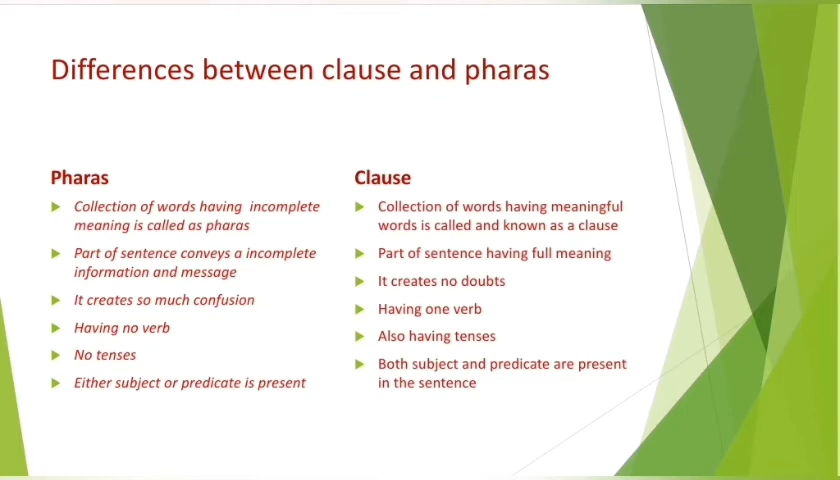 Differences between clause and pharas
Pharas
Collection of words having incomplete
meaning is called as pharas
Part of sentence conveys a incomplete
information and message
It creates so much confusion
Having no verb
No tenses
Either subject or predicate is present
Clause
Collection of words having meaningful
words is called and known as a clause
Part of sentence having full meaning
It creates no doubts
Having one verb
Also having tenses
Both subject and predicate are present
in the sentence